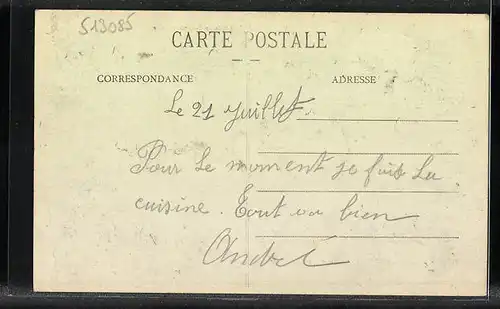 513085
CARTE POSTALE
CORRESPONDANCE ADRESSE
Le 21 Juillet
Pour Le moment je fais La
cuisine. Tout va bien
André